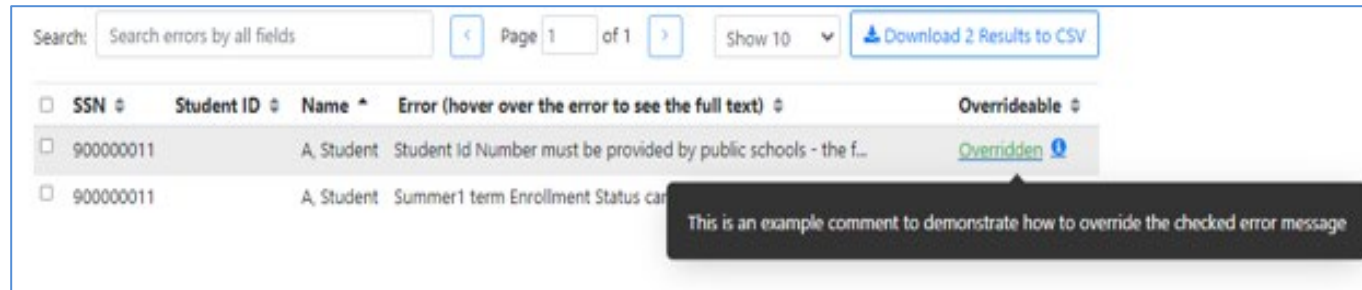 Search: Search errors by all fields < Page 1 of 1 > Show 10 Download 2 Results to CSV
SSN Student ID Name Error (hover over the error to see the full text) Overrideable
900000011 A, Student Student Id Number must be provided by public schools - the f... Overridden
900000011 A, Student Summer1 term Enrollment Status
This is an example comment to demonstrate how to override the checked error message